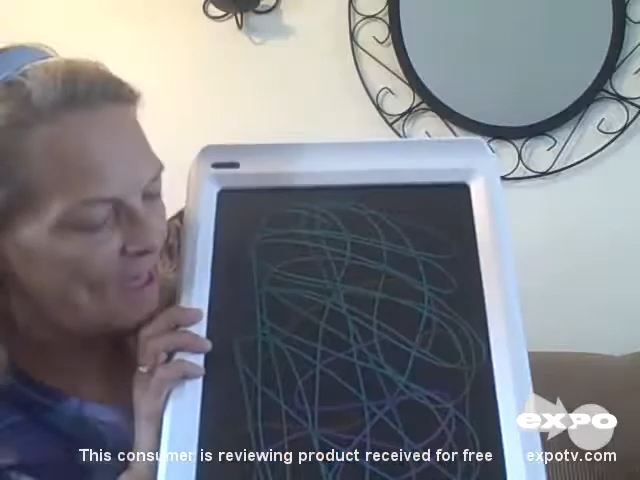 expo
This consumer is reviewing product received for free
expotv.com